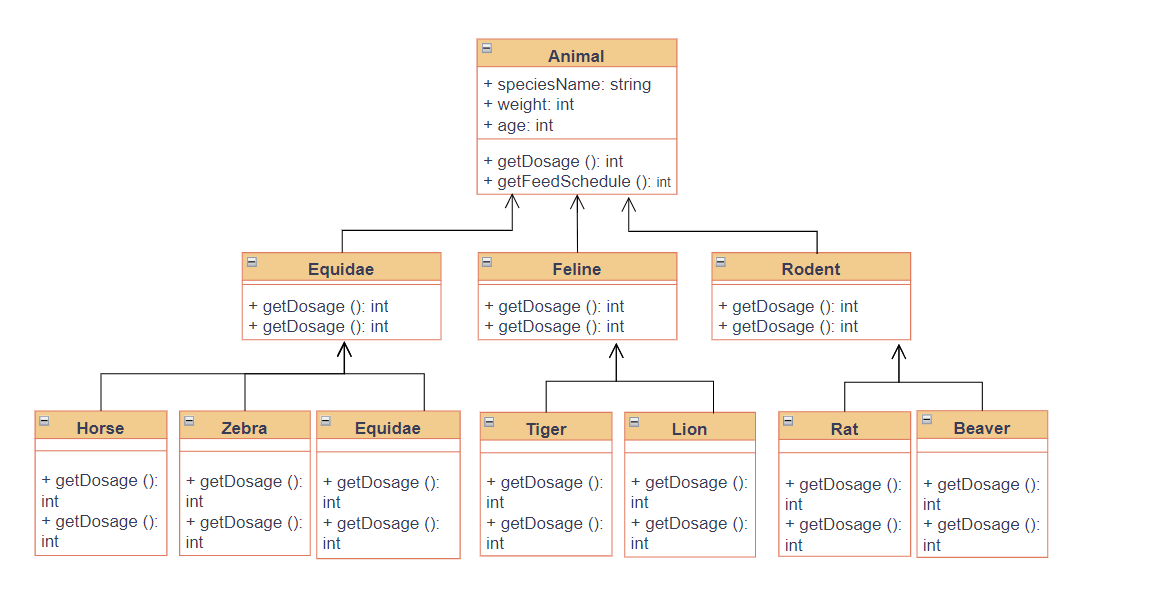 Animal
+ speciesName: string
+ weight: int
+ age: int
+ getDosage (): int
+ getFeedSchedule (): int
Equidae
+ getDosage (): int
+ getDosage (): int
Feline
+ getDosage (): int
+ getDosage (): int
Rodent
+ getDosage (): int
+ getDosage (): int
Horse
+ getDosage ():
int
+ getDosage ():
int
Zebra
+ getDosage ():
int
+ getDosage ():
int
Equidae
+ getDosage ():
int
+ getDosage ():
int
Tiger
+ getDosage ():
int
+ getDosage ():
int
Lion
+ getDosage ():
int
+ getDosage ():
int
Rat
+ getDosage ():
int
+ getDosage ():
int
Beaver
+ getDosage ():
int
+ getDosage ():
int